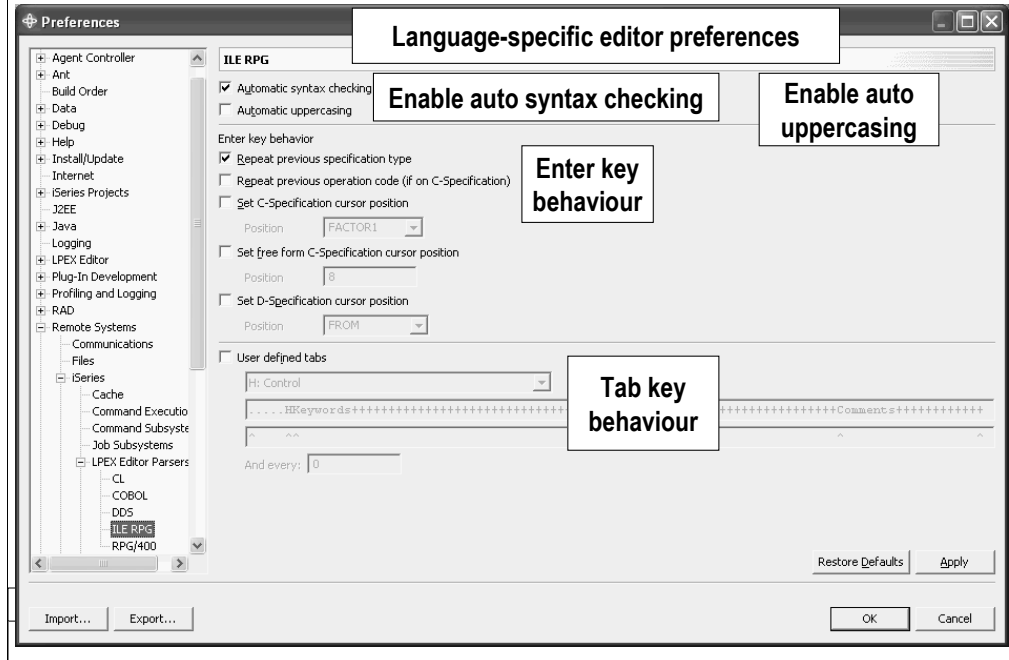 Preferences
Language-specific editor preferences
Agent Controller
Ant
Build Order
Data
Debug
Help
Install/Update
Internet
iSeries Projects
J2EE
Java
Logging
LPEX Editor
Plug-In Development
Profiling and Logging
RAD
Remote Systems
Communications
Files
iSeries
Cache
Command Executio
Command Subsyste
Job Subsystems
LPEX Editor Parsers
CL
COBOL
DDS
ILE RPG
RPG/400
ILE RPG
Automatic syntax checking
Enable auto syntax checking
Enable auto
uppercasing
Automatic uppercasing
Enter key behavior
Repeat previous specification type
Enter key
behaviour
Repeat previous operation code (if on C-Specification)
Set C-Specification cursor position
Position FACTOR1
Set free form C-Specification cursor position
Position 8
Set D-Specification cursor position
Position FROM
User defined tabs
Tab key
behaviour
H: Control
.....HKeywords++++++++++++++++++++++++++++ ++++++++++++++++Comments++++++++++++
^ ^^ ^ ^
And every: 0
Restore Defaults Apply
Import... Export... OK Cancel